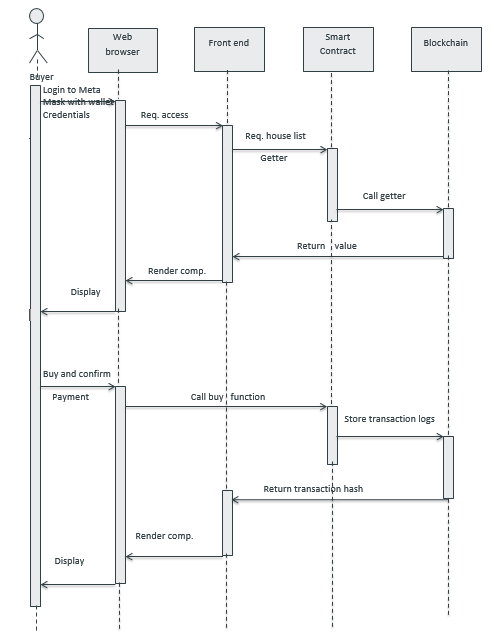 Web
browser
Front end
Smart
Contract
Blockchain
Buyer
Login to Meta
Mask with wallet
Credentials
Req. access
Req. house list
Getter
Call getter
Return value
Render comp.
Display
Buy and confirm
Payment
Call buy function
Store transaction logs
Return transaction hash
Render comp.
Display